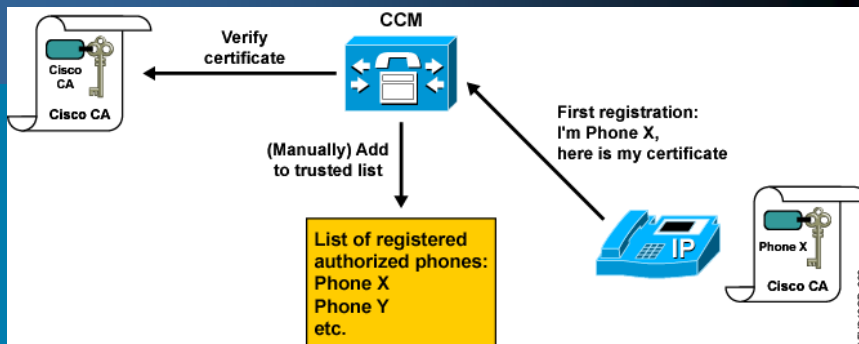 CCM
Verify
certificate
Cisco
CA
Cisco CA
First registration:
I'm Phone X,
here is my certificate
(Manually) Add
to trusted list
List of registered
authorized phones:
Phone X
Phone Y
etc.
IP
Phone X
Cisco CA